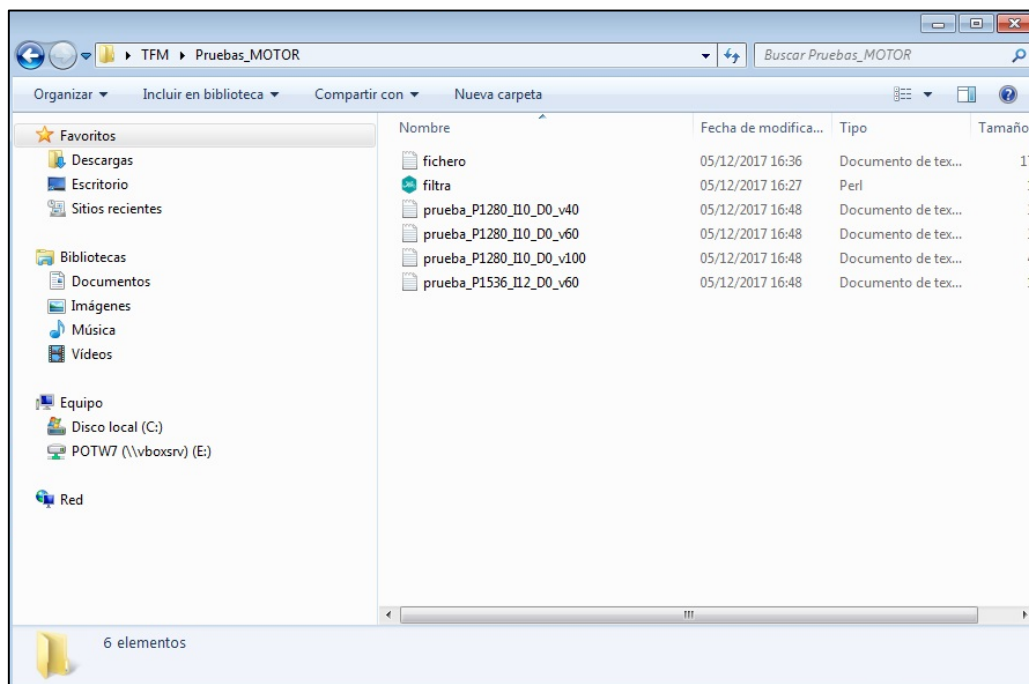 TFM ▸ Pruebas_MOTOR
Buscar Pruebas_MOTOR
Organizar Incluir en biblioteca Compartir con Nueva carpeta
Favoritos
Descargas
Escritorio
Sitios recientes
Bibliotecas
Documentos
Imágenes
Música
Vídeos
Equipo
Disco local (C:)
POTW7 (\\vboxsrv) (E:)
Red
Nombre Fecha de modifica... Tipo Tamaño
fichero 05/12/2017 16:36 Documento de tex...
filtra 05/12/2017 16:27 Perl
prueba_P1280_I10_D0_v40 05/12/2017 16:48 Documento de tex...
prueba_P1280_I10_D0_v60 05/12/2017 16:48 Documento de tex...
prueba_P1280_I10_D0_v100 05/12/2017 16:48 Documento de tex...
prueba_P1536_I12_D0_v60 05/12/2017 16:48 Documento de tex...
6 elementos